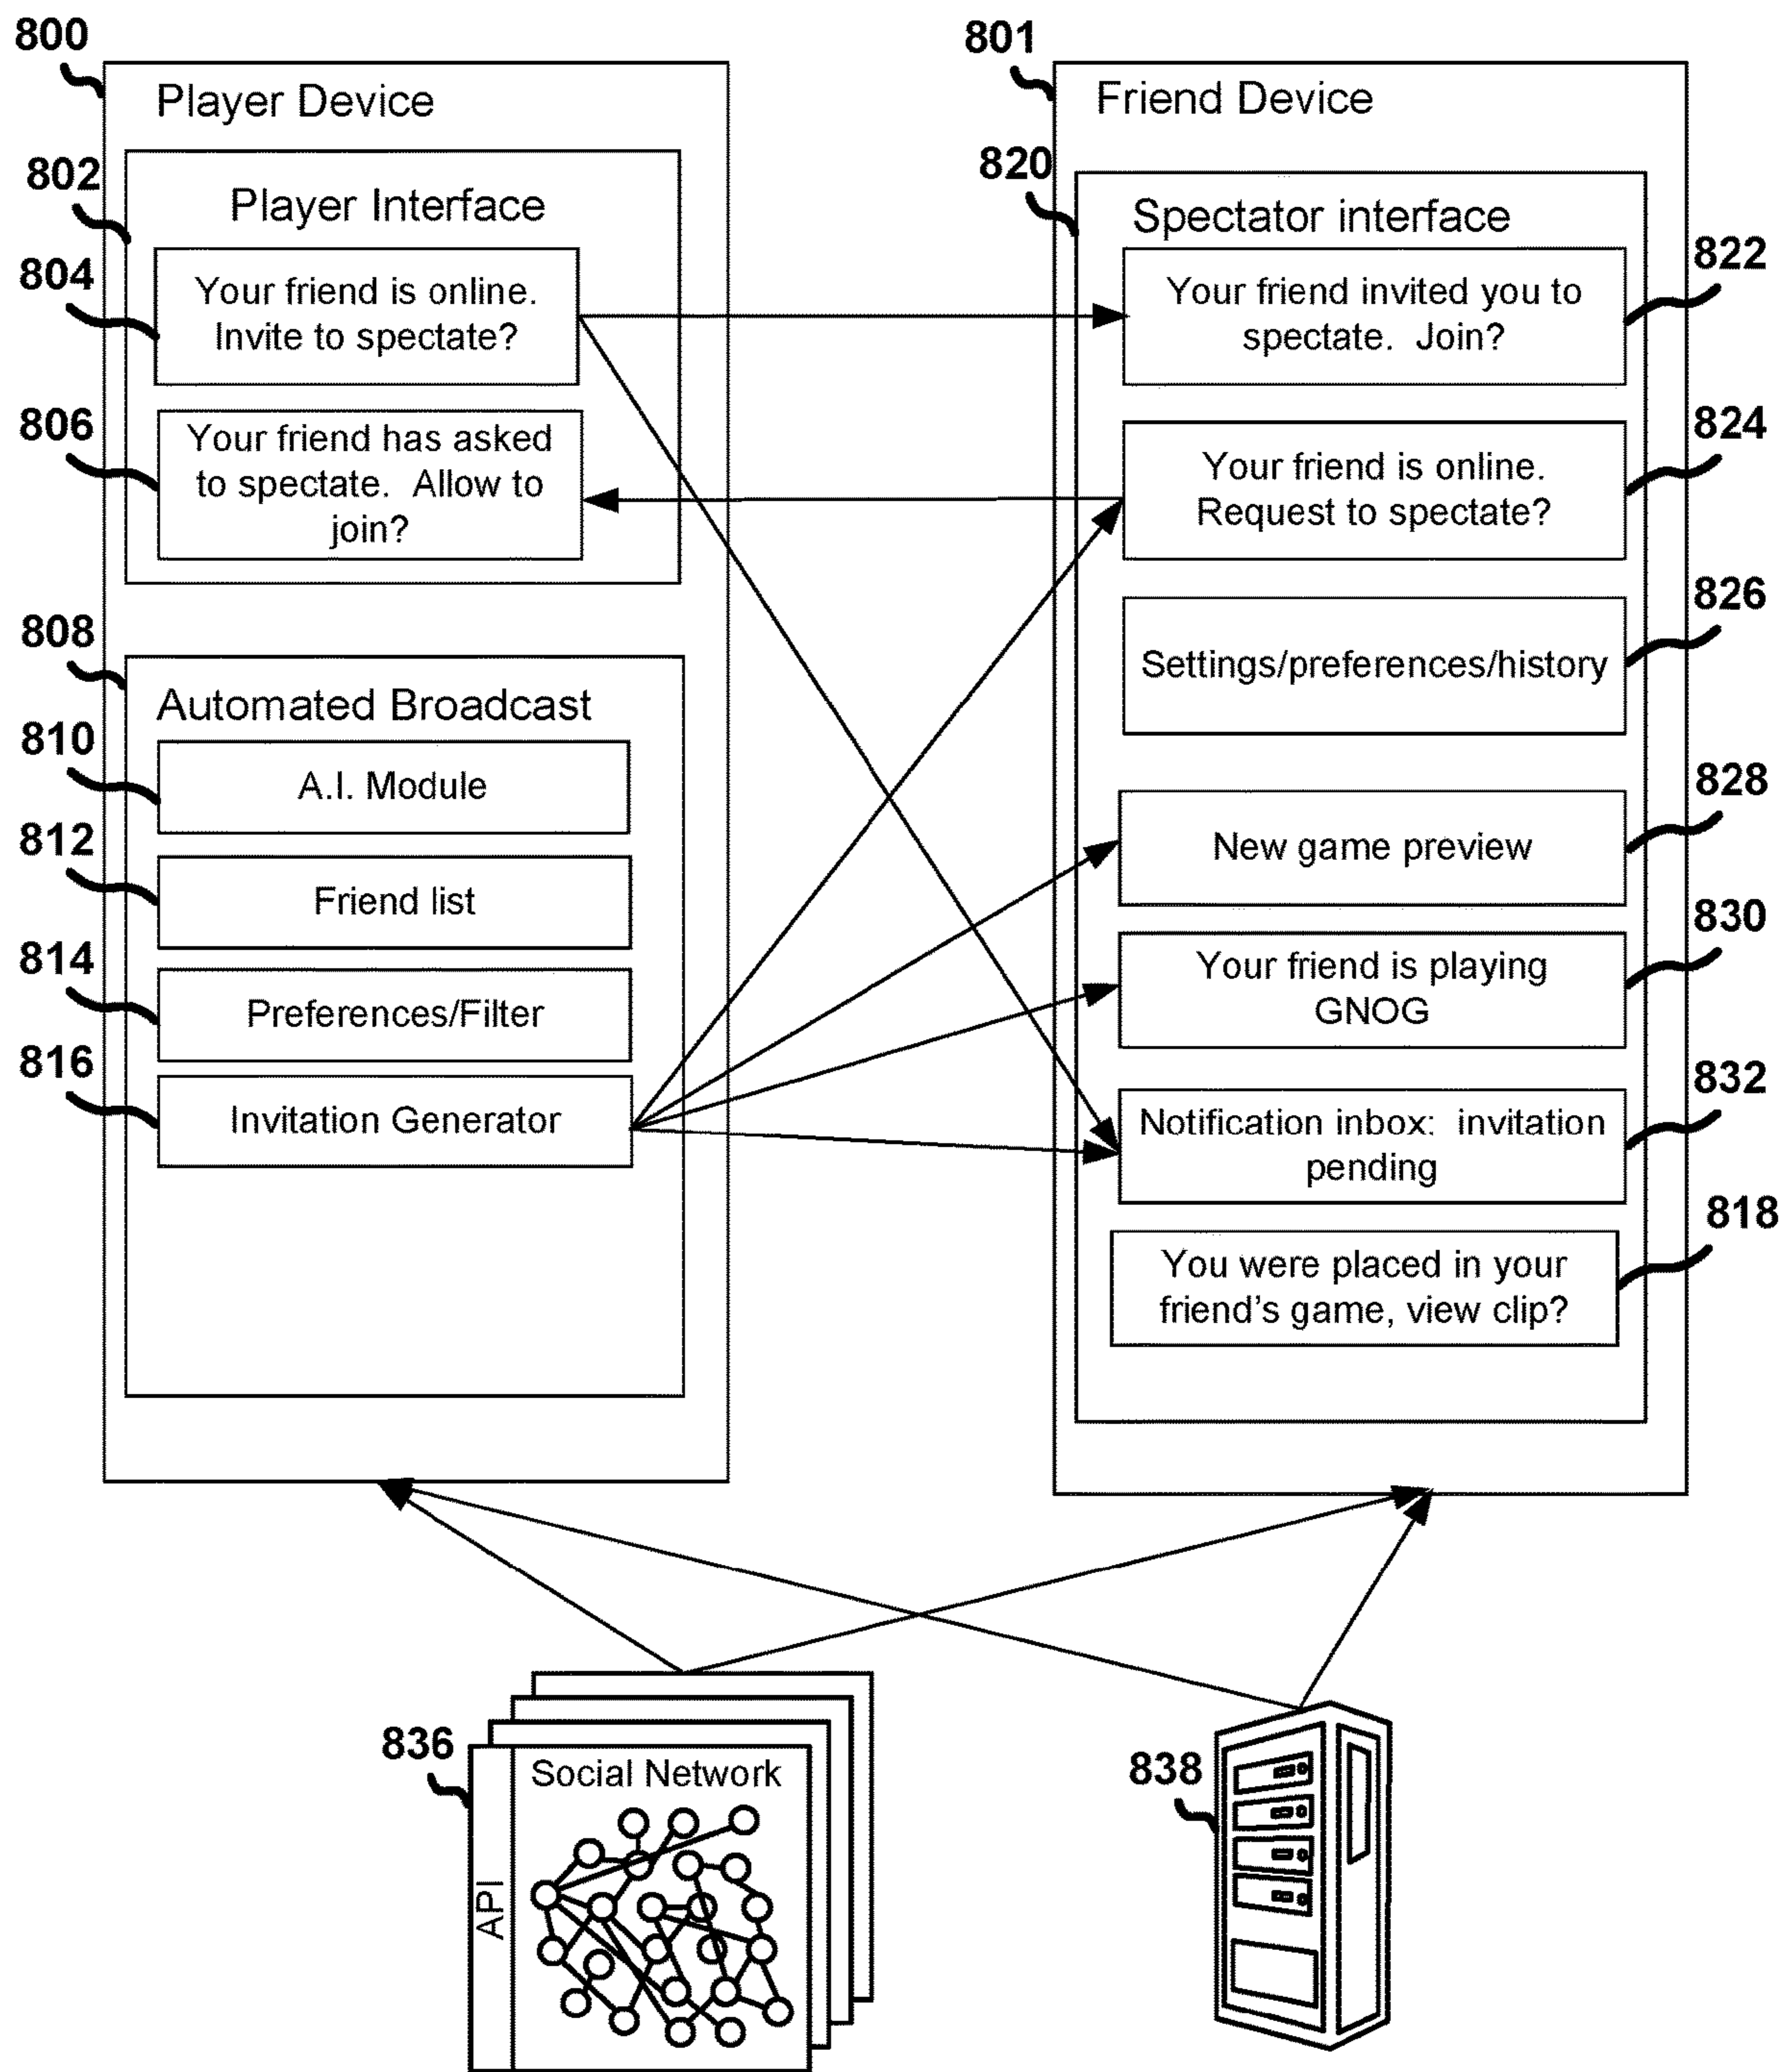 800
Player Device
802
Player Interface
804
Your friend is online.
Invite to spectate?
806
Your friend has asked
to spectate. Allow to
join?
808
Automated Broadcast
810
A.I. Module
812
Friend list
814
Preferences/Filter
816
Invitation Generator
801
Friend Device
820
Spectator interface
822
Your friend invited you to
spectate. Join?
824
Your friend is online.
Request to spectate?
826
Settings/preferences/history
828
New game preview
830
Your friend is playing
GNOG
832
Notification inbox: invitation
pending
818
You were placed in your
friend's game, view clip?
836
Social Network
API
838